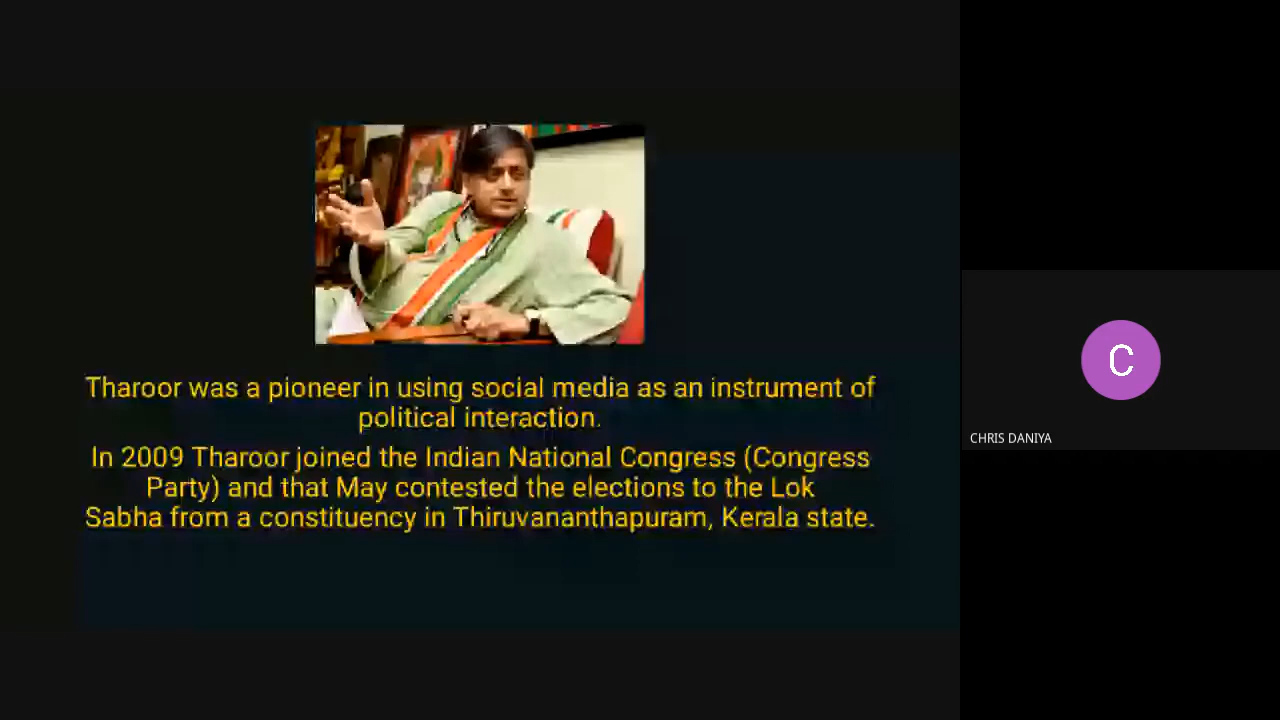 Tharoor was a pioneer in using social media as an instrument of
political interaction.
In 2009 Tharoor joined the Indian National Congress (Congress
Party) and that May contested the elections to the Lok
Sabha from a constituency in Thiruvananthapuram, Kerala state.
C
CHRIS DANIYA